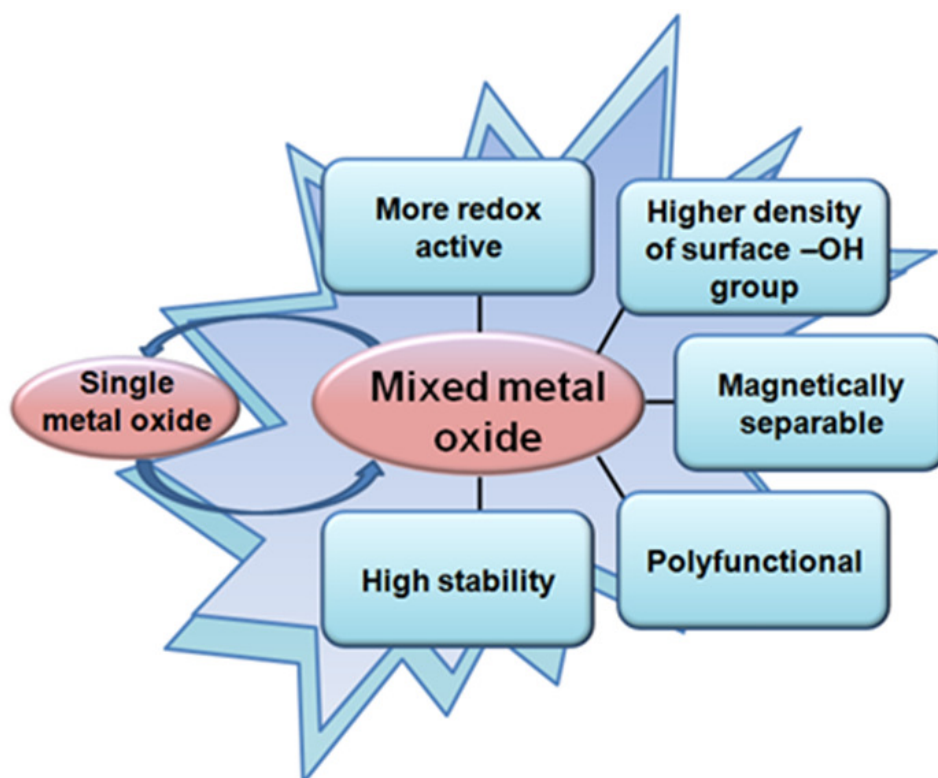 More redox
active
Higher density
of surface –OH
group
Single
metal oxide
Mixed metal
oxide
Magnetically
separable
High stability
Polyfunctional